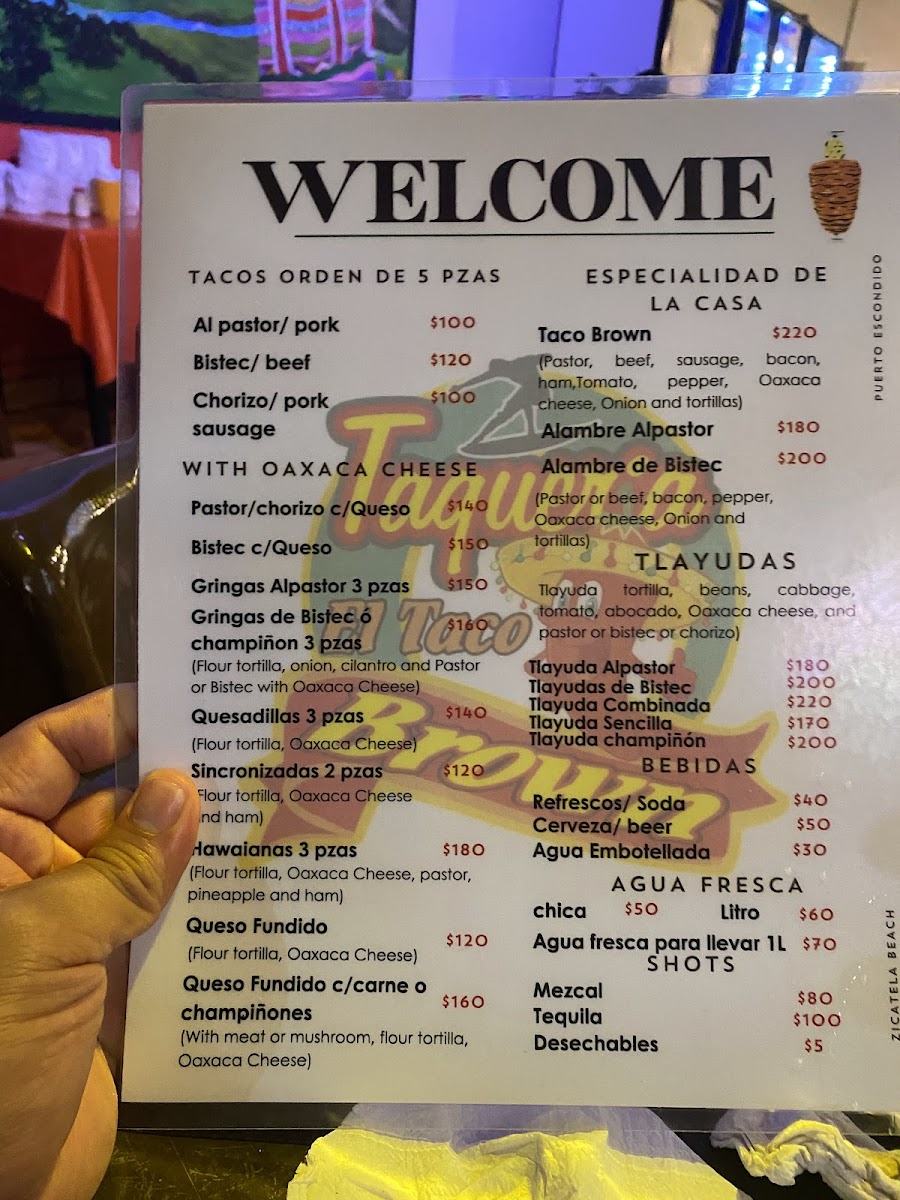 WELCOME
TACOS ORDEN DE 5 PZAS
Al pastor/ pork $100
Bistec/ beef $120
Chorizo/ pork $100
sausage
WITH OAXACA CHEESE
Pastor/chorizo c/Queso $140
Bistec c/Queso $150
Gringas Alpastor 3 pzas $150
Gringas de Bistec ó $160
champiñon 3 pzas
(Flour tortilla, onion, cilantro and Pastor
or Bistec with Oaxaca Cheese)
Quesadillas 3 pzas $140
(Flour tortilla, Oaxaca Cheese)
Sincronizadas 2 pzas $120
Flour tortilla, Oaxaca Cheese
and ham)
Hawaianas 3 pzas $180
(Flour tortilla, Oaxaca Cheese, pastor,
pineapple and ham)
Queso Fundido $120
(Flour tortilla, Oaxaca Cheese)
Queso Fundido c/carne o $160
champiñones
(With meat or mushroom, flour tortilla,
Oaxaca Cheese)
ESPECIALIDAD DE
LA CASA
Taco Brown $220
(Pastor, beef, sausage, bacon,
ham,Tomato, pepper, Oaxaca
cheese, Onion and tortillas)
Alambre Alpastor $180
Alambre de Bistec $200
(Pastor or beef, bacon, pepper,
Oaxaca cheese, Onion and
tortillas)
TLAYUDAS
Tlayuda tortilla, beans, cabbage,
tomato, abocado, Oaxaca cheese, and
pastor or bistec or chorizo)
Tlayuda Alpastor $180
Tlayudas de Bistec $200
Tlayuda Combinada $220
Tlayuda Sencilla $170
Tlayuda champiñón $200
BEBIDAS
Refrescos/ Soda $40
Cerveza/ beer $50
Agua Embotellada $30
AGUA FRESCA
chica $50 Litro $60
Agua fresca para llevar 1L $70
SHOTS
Mezcal $80
Tequila $100
Desechables $5
PUERTO ESCONDIDO
ZICATELA BEACH
Taquería
El Taco
Brown